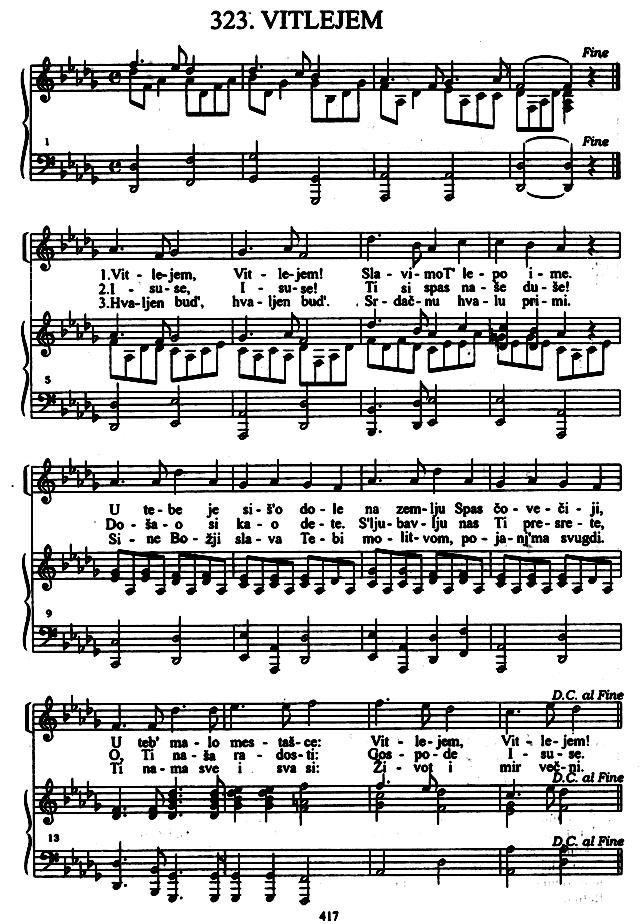 323. VITLEJEM
Fine
1
Fine
1.Vit - le-jem, Vit - le-jem! Sla - vi-moT' le - po i - me.
2.I - su-se, I - su-se! Ti si spas na - še du - še!
3.Hva-ljen bud', hva-ljen bud'. Sr-dač-nu hva - lu pri - mi.
5
U te-be je si-š'o do-le na zem-lju Spas čo-ve-či-ji,
Do-ša-o si ka-o de-te. S'lju-bav-lju nas Ti pre-sre-te,
Si-ne Bo-žji sla-va Te-bi mo-lit-vom, po-ja-nj'ma svugdi.
9
D.C. al Fine
U teb' ma-lo mes-taš-ce: Vit-le-jem, Vit-le-jem!
O, Ti na-ša ra-dos-ti: Gos-po-de I-su-se.
Ti na-ma sve i sva si: Ži-vot i mir več-ni.
D.C. al Fine
13
D.C. al Fine
417